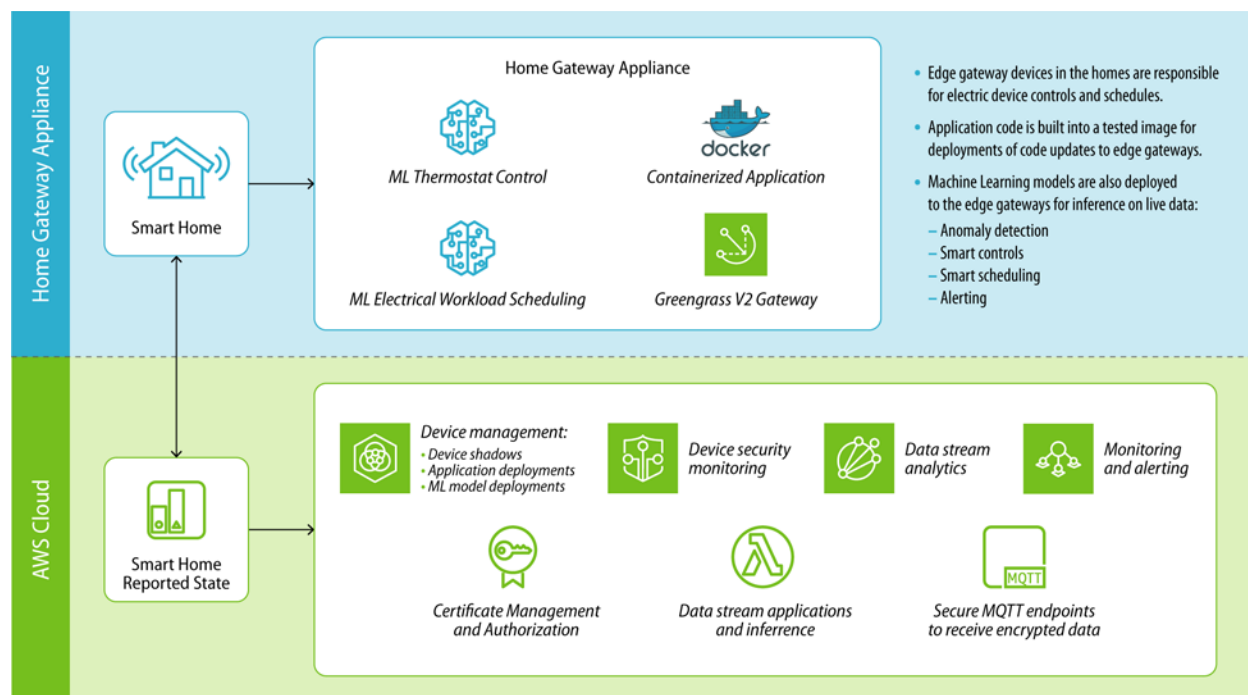 Home Gateway Appliance
Smart Home
Home Gateway Appliance
ML Thermostat Control
docker
Containerized Application
ML Electrical Workload Scheduling
Greengrass V2 Gateway
• Edge gateway devices in the homes are responsible
for electric device controls and schedules.
• Application code is built into a tested image for
deployments of code updates to edge gateways.
• Machine Learning models are also deployed
to the edge gateways for inference on live data:
– Anomaly detection
– Smart controls
– Smart scheduling
– Alerting
AWS Cloud
Smart Home
Reported State
Device management:
• Device shadows
• Application deployments
• ML model deployments
Device security
monitoring
Data stream
analytics
Monitoring
and alerting
Certificate Management
and Authorization
Data stream applications
and inferrence
MQTT
Secure MQTT endpoints
to receive encrypted data